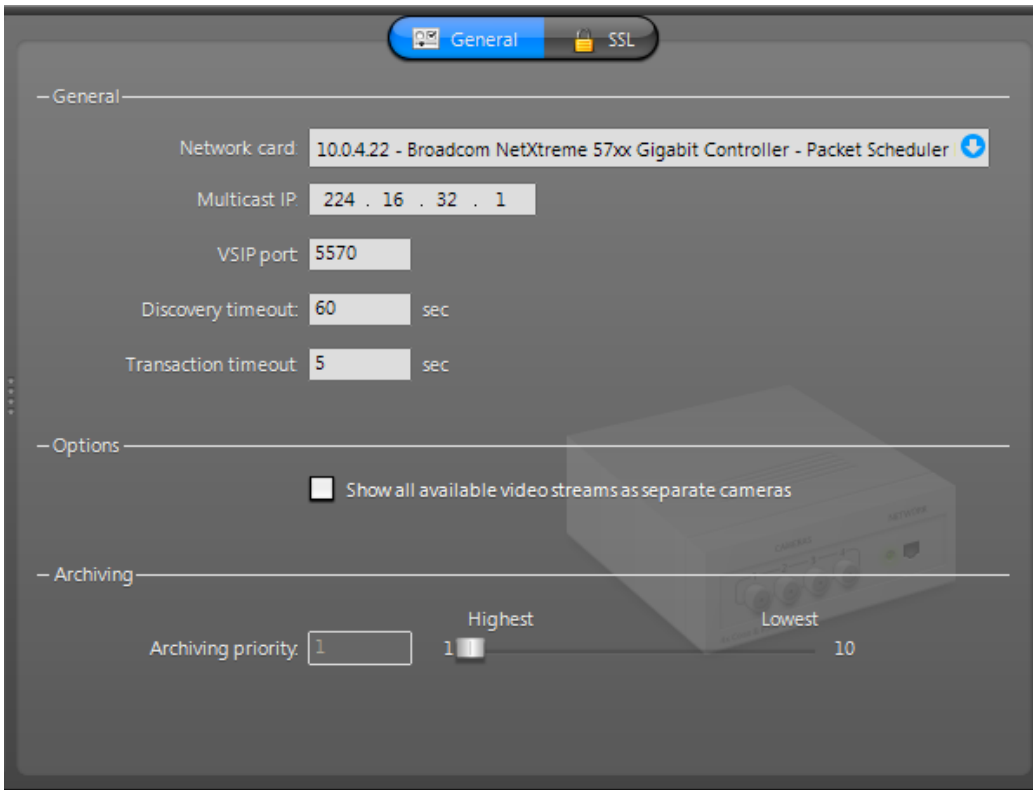 General SSL
General
Network card: 10.0.4.22 - Broadcom NetXtreme 57xx Gigabit Controller - Packet Scheduler
Multicast IP: 224 . 16 . 32 . 1
VSIP port: 5570
Discovery timeout: 60 sec
Transaction timeout: 5 sec
Options
Show all available video streams as separate cameras
NETWORK
CAMERAS
Archiving
Highest Lowest
Archiving priority: 1 1 10